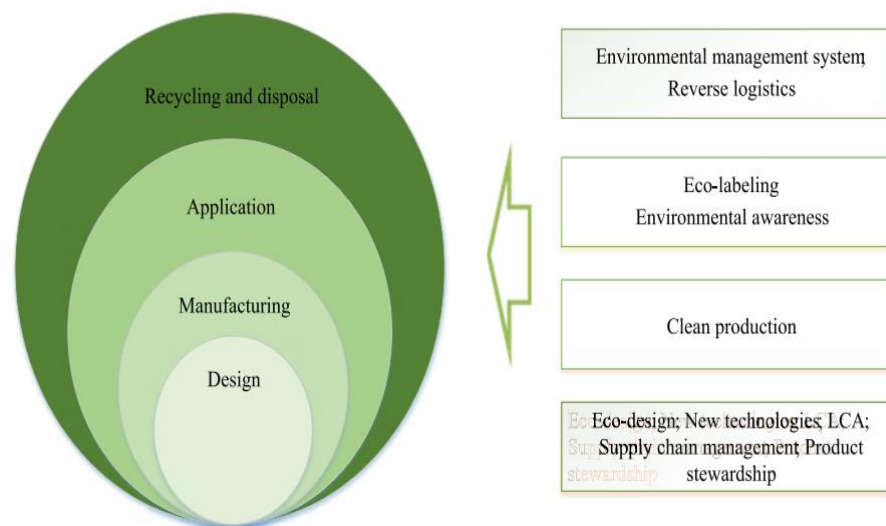 Recycling and disposal
Application
Manufacturing
Design
Environmental management system;
Reverse logistics
Eco-labeling
Environmental awareness
Clean production
Eco-design; New technologies, LCA;
Supply chain management, Product
stewardship